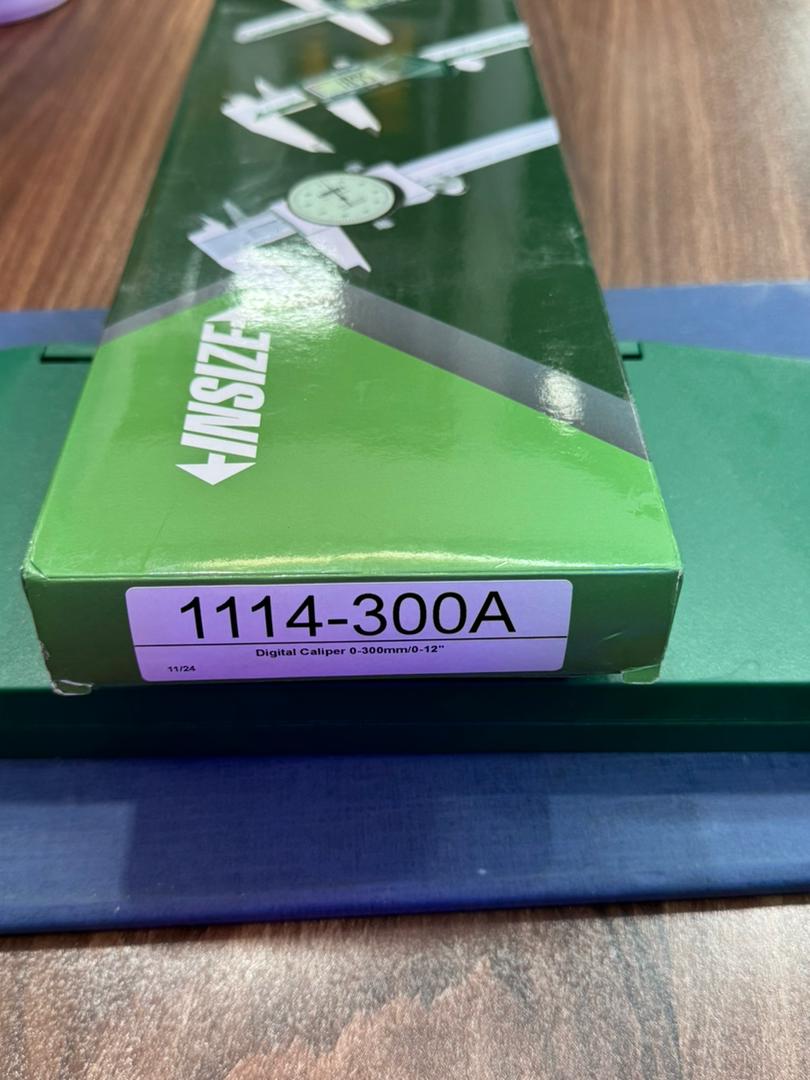 INSIZE
1114-300A
Digital Caliper 0-300mm/0-12"
11/24